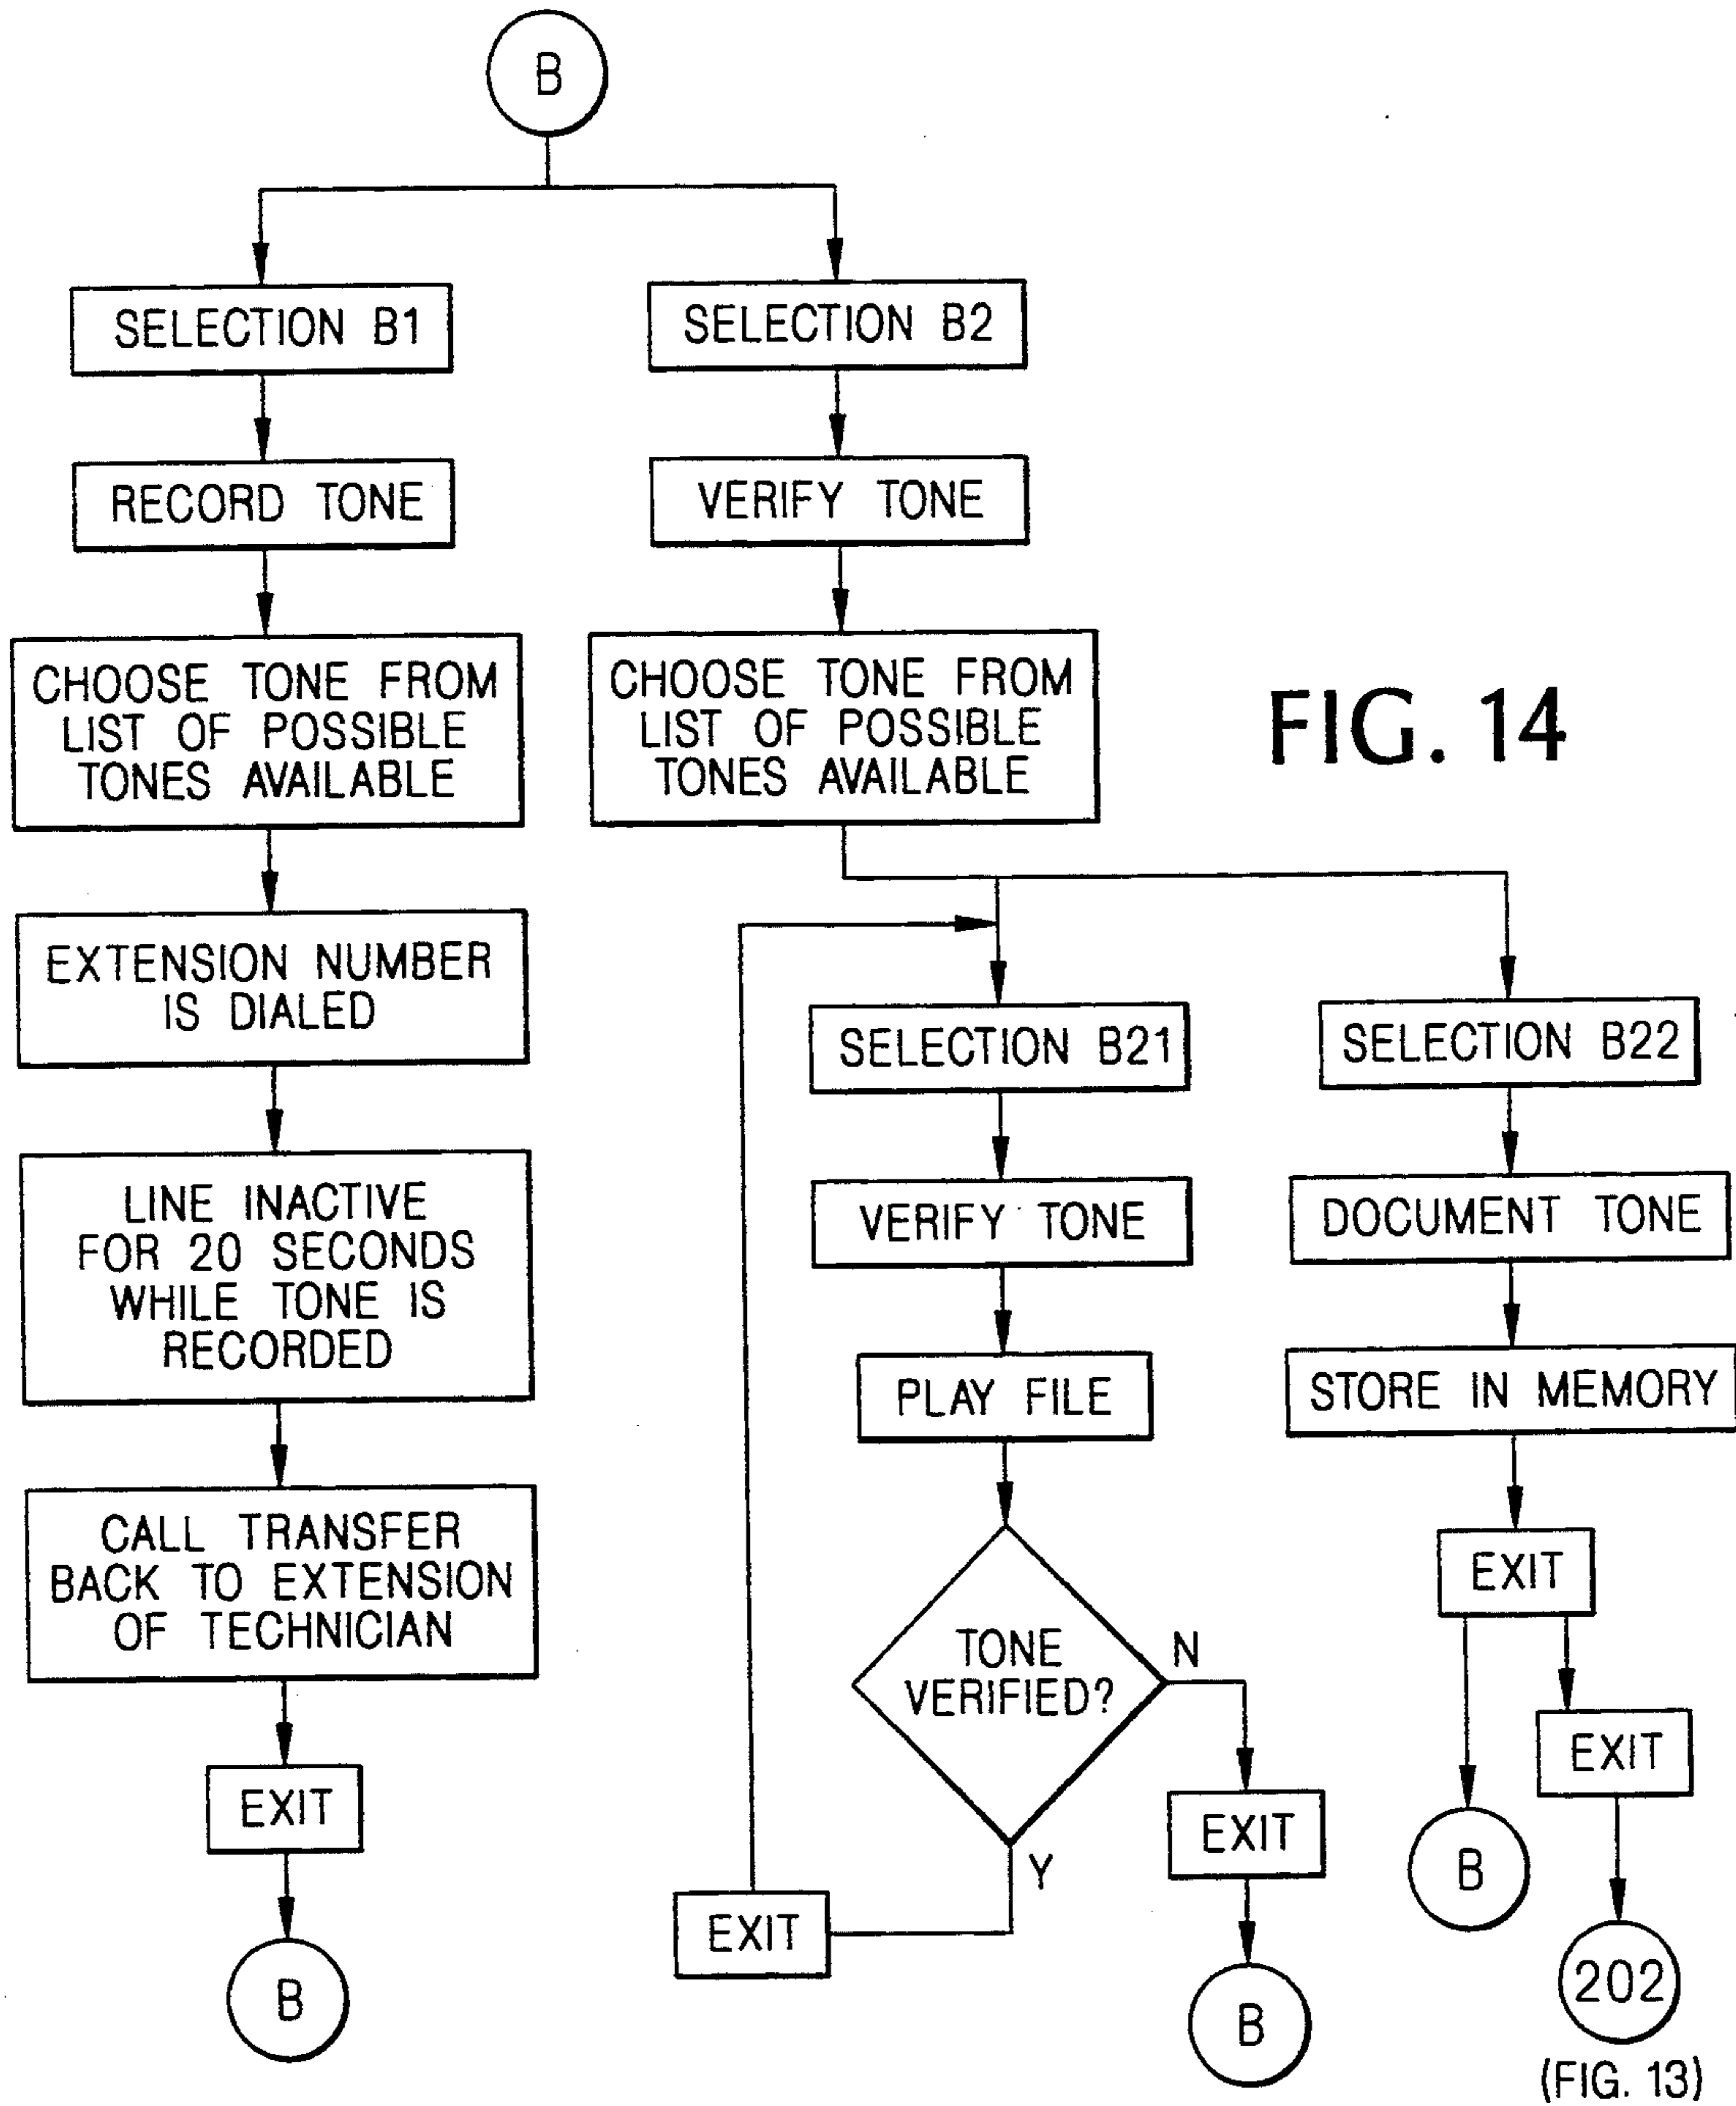 B
SELECTION B1
RECORD TONE
CHOOSE TONE FROM
LIST OF POSSIBLE
TONES AVAILABLE
EXTENSION NUMBER
IS DIALED
LINE INACTIVE
FOR 20 SECONDS
WHILE TONE IS
RECORDED
CALL TRANSFER
BACK TO EXTENSION
OF TECHNICIAN
EXIT
B
SELECTION B2
VERIFY TONE
CHOOSE TONE FROM
LIST OF POSSIBLE
TONES AVAILABLE
SELECTION B21
VERIFY TONE
PLAY FILE
TONE
VERIFIED?
Y
EXIT
N
EXIT
B
SELECTION B22
DOCUMENT TONE
STORE IN MEMORY
EXIT
B
EXIT
202
(FIG. 13)
FIG. 14